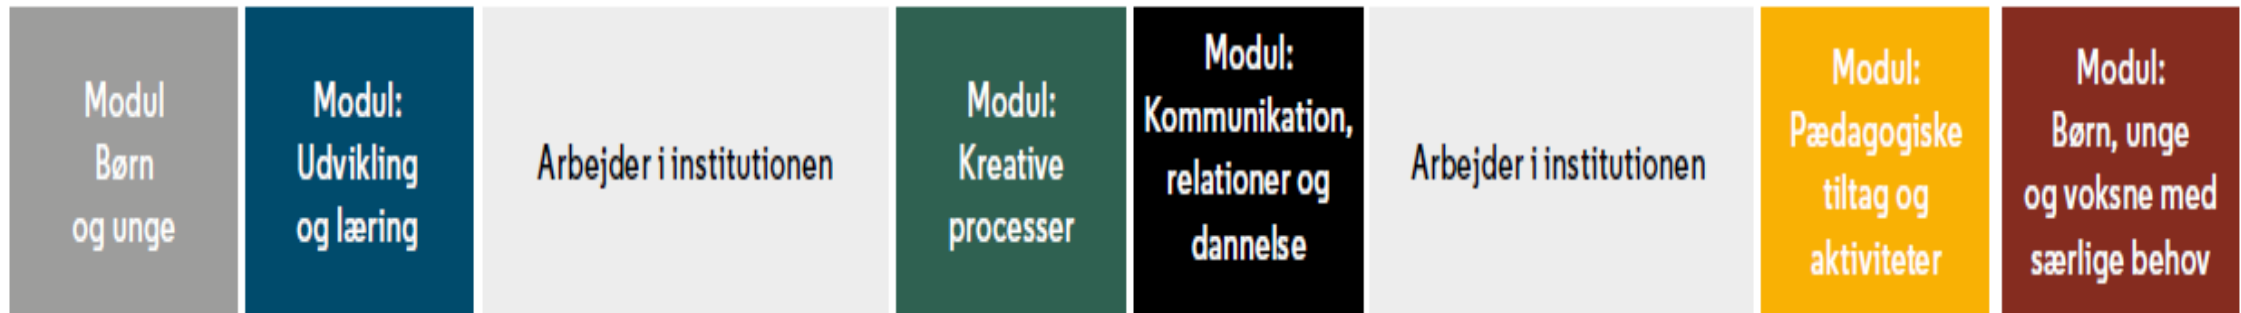 Modul
Børn
og unge
Modul:
Udvikling
og læring
Arbejder i institutionen
Modul:
Kreative
processer
Modul:
Kommunikation,
relationer og
dannelse
Arbejder i institutionen
Modul:
Pædagogiske
tiltag og
aktiviteter
Modul:
Børn, unge
og voksne med
særlige behov